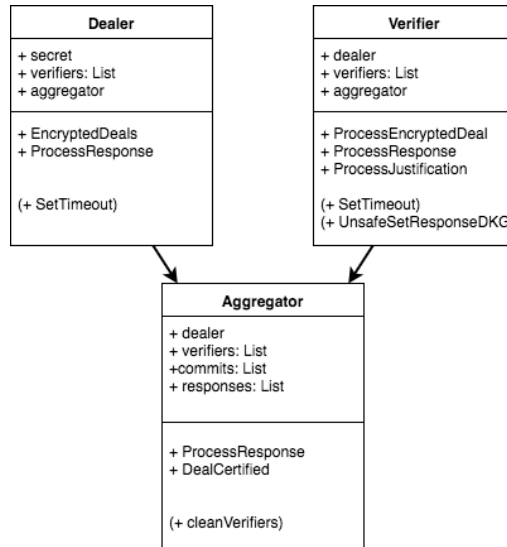 Dealer
+ secret
+ verifiers: List
+ aggregator
+ EncryptedDeals
+ ProcessResponse
(+ SetTimeout)
Verifier
+ dealer
+ verifiers: List
+ aggregator
+ ProcessEncryptedDeal
+ ProcessResponse
+ ProcessJustification
(+ SetTimeout)
(+ UnsafeSetResponseDKG
Aggregator
+ dealer
+ verifiers: List
+commits: List
+ responses: List
+ ProcessResponse
+ DealCertified
(+ cleanVerifiers)